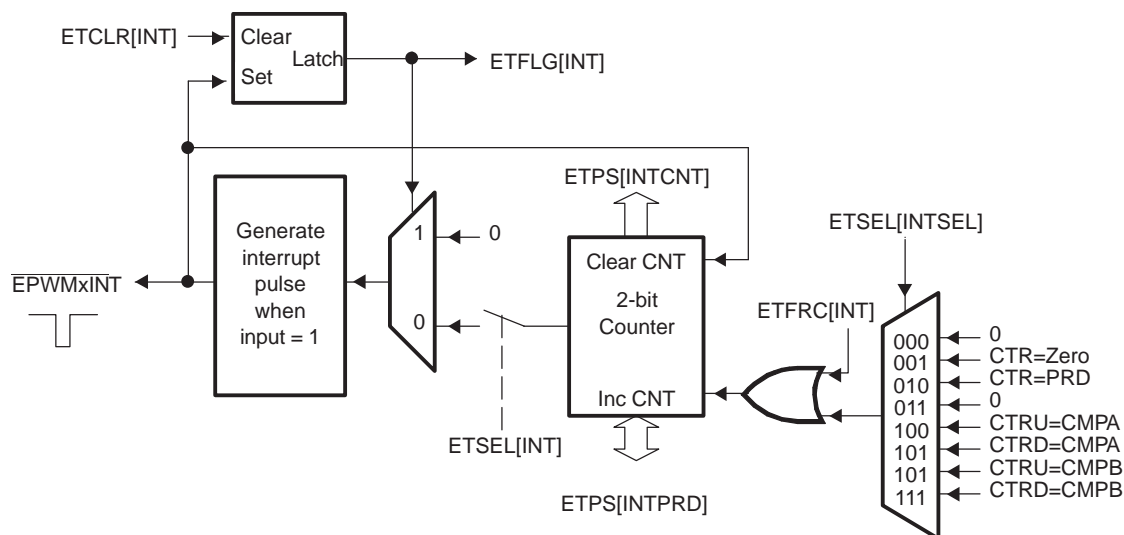 ETCLR[INT]
Clear
Latch
Set
ETFLG[INT]
ETPS[INTCNT]
ETSEL[INTSEL]
Generate
interrupt
pulse
when
input = 1
1
0
0
EPWMxINT
Clear CNT
2-bit
Counter
Inc CNT
ETFRC[INT]
ETSEL[INT]
ETPS[INTPRD]
000 0
001 CTR=Zero
010 CTR=PRD
011 0
100 CTRU=CMPA
101 CTRD=CMPA
101 CTRU=CMPB
111 CTRD=CMPB